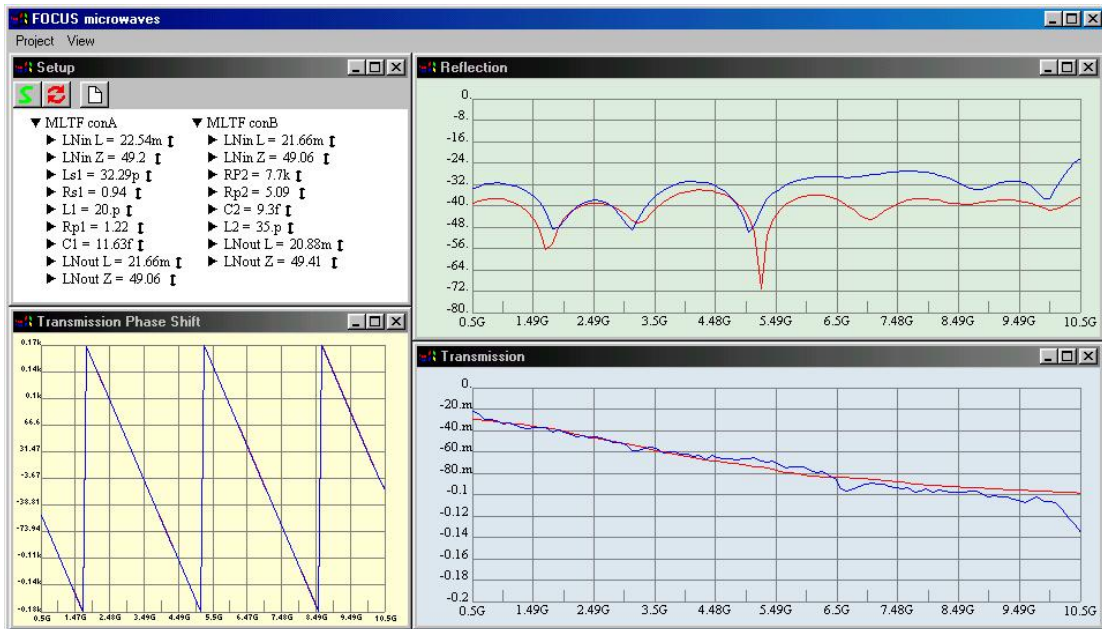 FOCUS microwaves
Project View
Setup
MLTF conA
LNin L = 22.54m
LNin Z = 49.2
Ls1 = 32.29p
Rs1 = 0.94
L1 = 20.p
Rp1 = 1.22
C1 = 11.63f
LNout L = 21.66m
LNout Z = 49.06
MLTF conB
LNin L = 21.66m
LNin Z = 49.06
RP2 = 7.7k
Rp2 = 5.09
C2 = 9.3f
L2 = 35.p
LNout L = 20.88m
LNout Z = 49.41
Reflection
0.
-8.
-16.
-24.
-32.
-40.
-48.
-56.
-64.
-72.
-80.
0.5G 1.49G 2.49G 3.5G 4.48G 5.49G 6.5G 7.49G 8.49G 9.49G 10.5G
Transmission Phase Shift
0.17k
0.14k
0.1k
66.6
31.47
-3.67
-38.81
-73.94
-0.11k
-0.14k
-0.18k
0.5G 1.47G 2.48G 3.49G 4.49G 5.5G 6.47G 7.48G 8.49G 9.49G 10.5G
Transmission
0.
-20.m
-40.m
-60.m
-80.m
-0.1
-0.12
-0.14
-0.16
-0.18
-0.2
0.5G 1.49G 2.49G 3.5G 4.48G 5.49G 6.5G 7.49G 8.49G 9.49G 10.5G